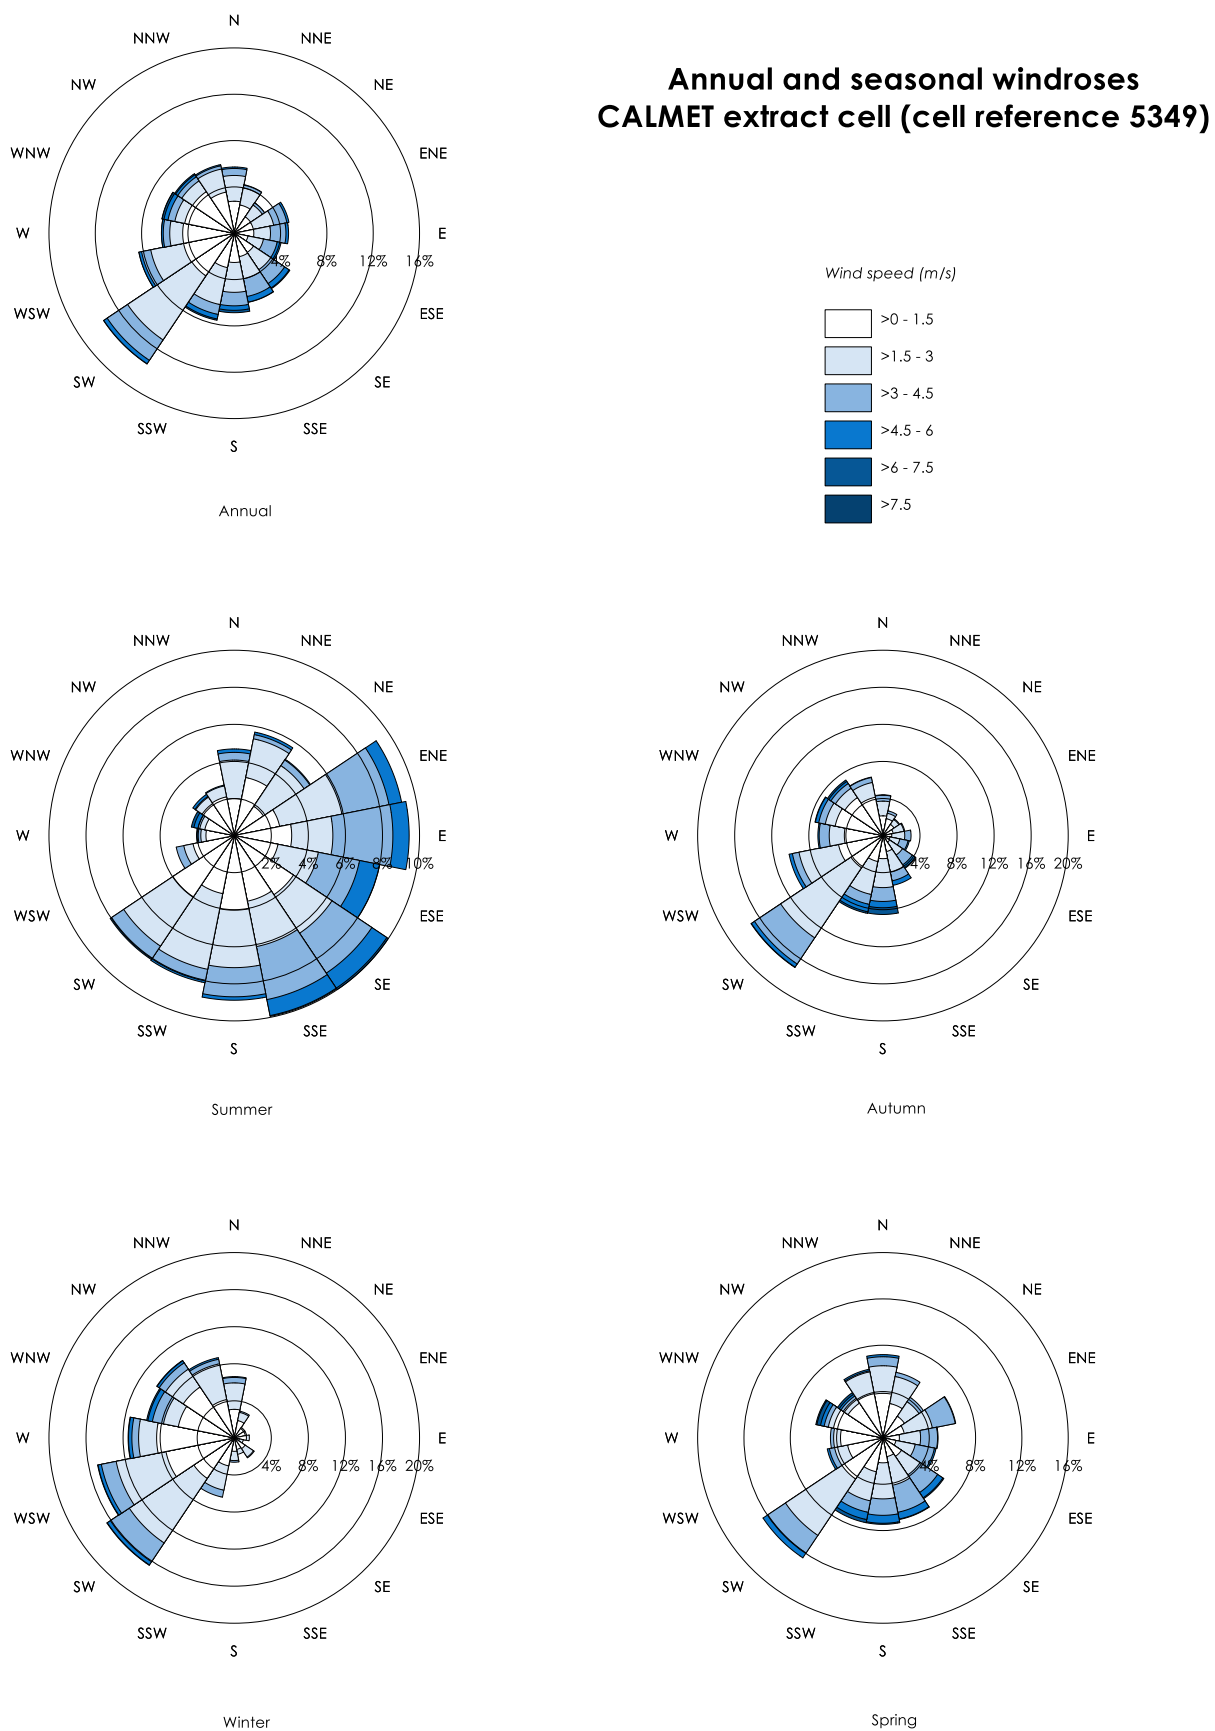 Annual and seasonal windroses
CALMET extract cell (cell reference 5349)
N
NNW
NNE
NW
NE
WNW
ENE
W
E
4%
8%
12%
16%
WSW
ESE
SW
SE
SSW
SSE
S
Annual
Wind speed (m/s)
>0 - 1.5
>1.5 - 3
>3 - 4.5
>4.5 - 6
>6 - 7.5
>7.5
N
NNW
NNE
NW
NE
WNW
ENE
W
E
2%
4%
6%
8%
10%
WSW
ESE
SW
SE
SSW
SSE
S
Summer
N
NNW
NNE
NW
NE
WNW
ENE
W
E
4%
8%
12%
16%
20%
WSW
ESE
SW
SE
SSW
SSE
S
Autumn
N
NNW
NNE
NW
NE
WNW
ENE
W
E
4%
8%
12%
16%
20%
WSW
ESE
SW
SE
SSW
SSE
S
Winter
N
NNW
NNE
NW
NE
WNW
ENE
W
E
4%
8%
12%
16%
WSW
ESE
SW
SE
SSW
SSE
S
Spring